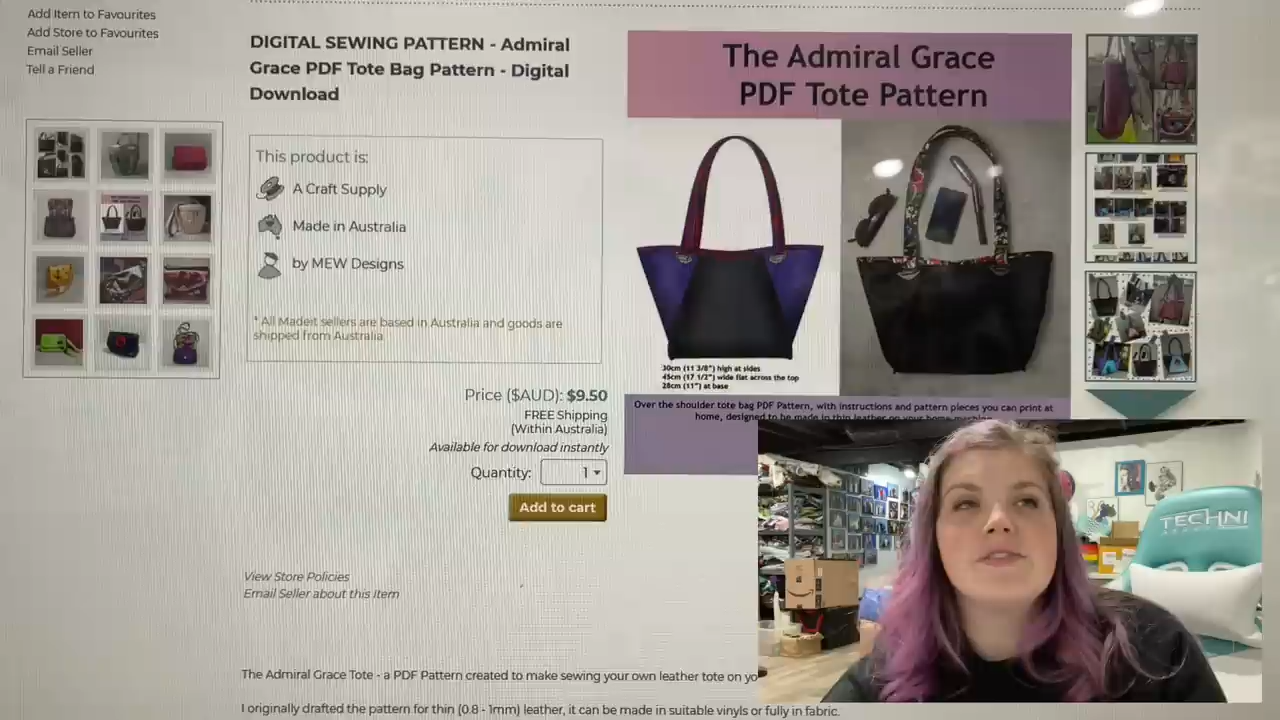 Add Item to Favourites
Add Store to Favourites
Email Seller
Tell a Friend
DIGITAL SEWING PATTERN - Admiral
Grace PDF Tote Bag Pattern - Digital
Download
This product is:
A Craft Supply
Made in Australia
by MEW Designs
* All Madeit sellers are based in Australia and goods are
shipped from Australia
Price ($AUD): $9.50
FREE Shipping
(Within Australia)
Available for download instantly
Quantity: 1
Add to cart
View Store Policies
Email Seller about this item
The Admiral Grace
PDF Tote Pattern
30cm (11 3/8") high at sides
45cm (17 1/2") wide flat across the top
28cm (11") at base
Over the shoulder tote bag PDF Pattern, with instructions and pattern pieces you can print at
home, designed to be made in thin leather on your home machine
TECHNI
The Admiral Grace Tote - a PDF Pattern created to make sewing your own leather tote on yo
I originally drafted the pattern for thin (0.8 - 1mm) leather, it can be made in suitable vinyls or fully in fabric.